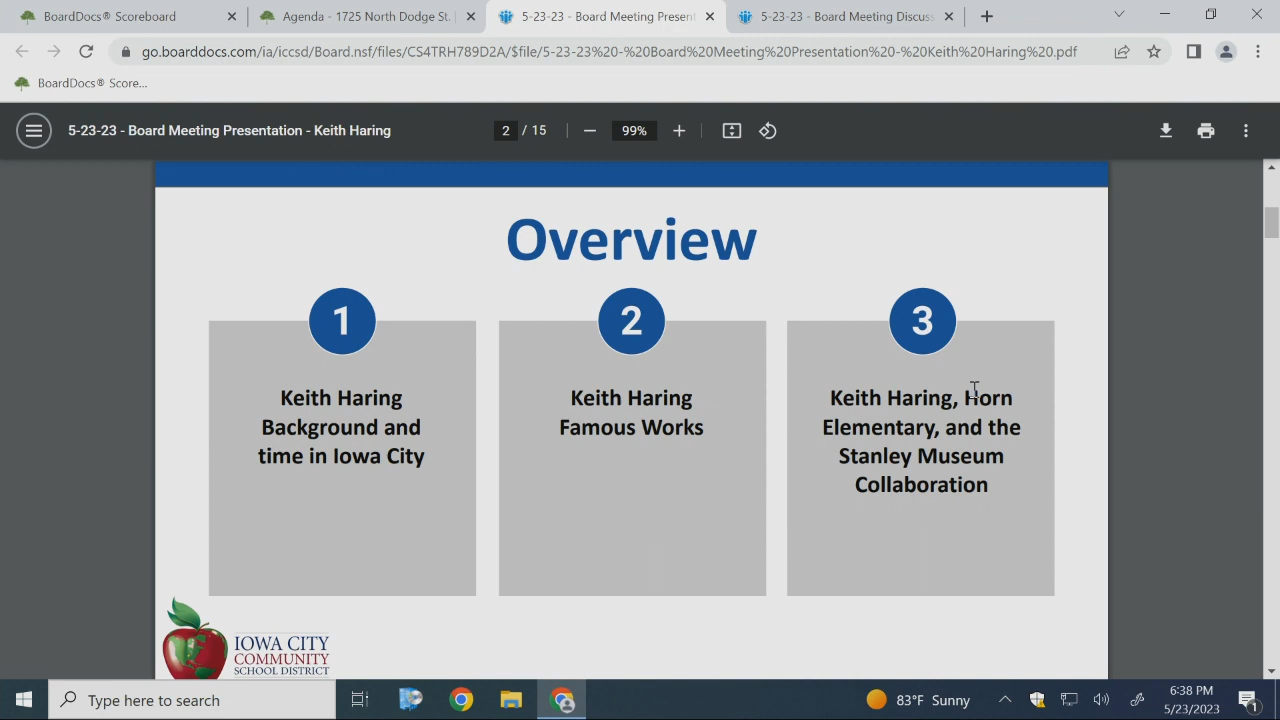 BoardDocs® Scoreboard
Agenda - 1725 North Dodge St. |
5-23-23 - Board Meeting Present
5-23-23 - Board Meeting Discuss
go.boarddocs.com/ia/iccsd/Board.nsf/files/CS4TRH789D2A/$file/5-23-23%20-%20Board%20Meeting%20Presentation%20-%20Keith%20Haring%20.pdf
BoardDocs® Score...
5-23-23 - Board Meeting Presentation - Keith Haring
2 / 15
99%
Overview
1
Keith Haring
Background and
time in Iowa City
2
Keith Haring
Famous Works
3
Keith Haring, Horn
Elementary, and the
Stanley Museum
Collaboration
IOWA CITY
COMMUNITY
SCHOOL DISTRICT
Type here to search
83°F Sunny
6:38 PM
5/23/2023
1